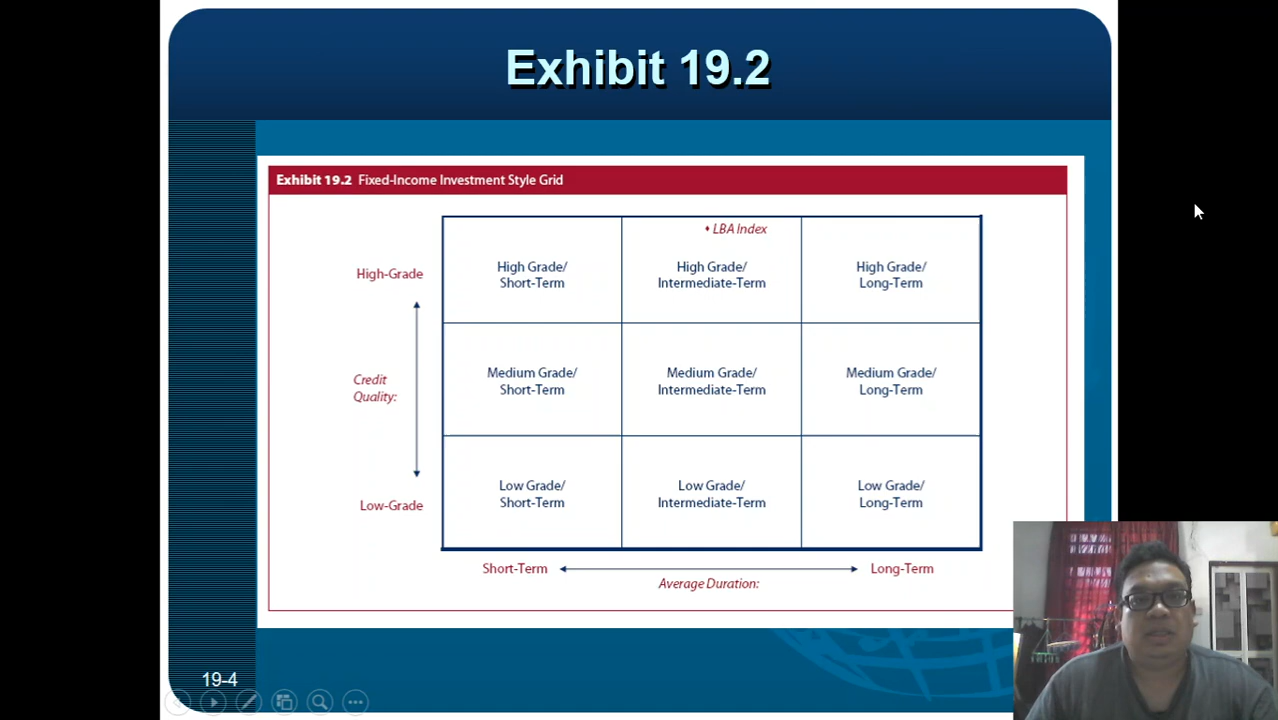 Exhibit 19.2
Exhibit 19.2 Fixed-Income Investment Style Grid
• LBA Index
High-Grade
High Grade/
Short-Term
High Grade/
Intermediate-Term
High Grade/
Long-Term
Credit
Quality:
Medium Grade/
Short-Term
Medium Grade/
Intermediate-Term
Medium Grade/
Long-Term
Low-Grade
Low Grade/
Short-Term
Low Grade/
Intermediate-Term
Low Grade/
Long-Term
Short-Term
Long-Term
Average Duration:
19-4